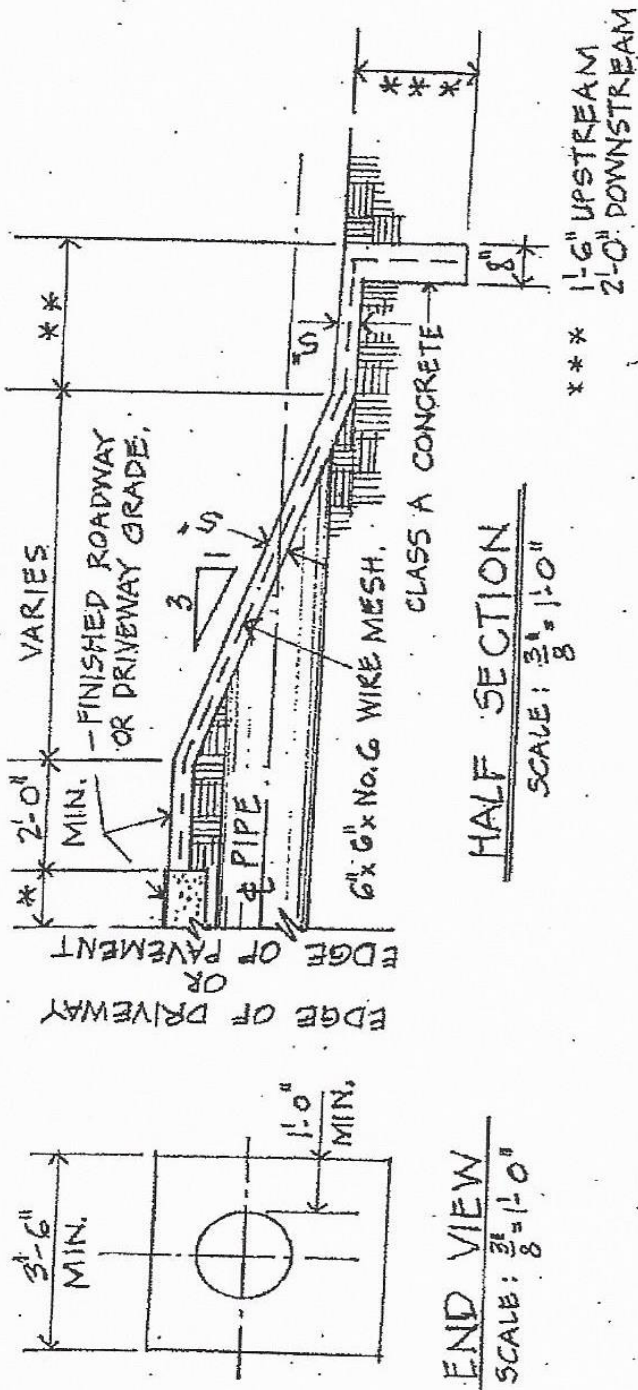 EDGE OF DRIVEWAY
OR
EDGE OF PAVEMENT
*
2'-0"
MIN.
VARIES
**
- FINISHED ROADWAY
OR DRIVEWAY GRADE.
3
1
5"
5"
***
℄ PIPE.
6" x 6" x No. 6 WIRE MESH.
CLASS A CONCRETE
8"
*** 1'-6" UPSTREAM
2'-0" DOWNSTREAM
HALF SECTION
SCALE: 3/8" = 1'-0"
3'-6"
MIN.
1'-0"
MIN.
END VIEW
SCALE: 3/8" = 1'-0"